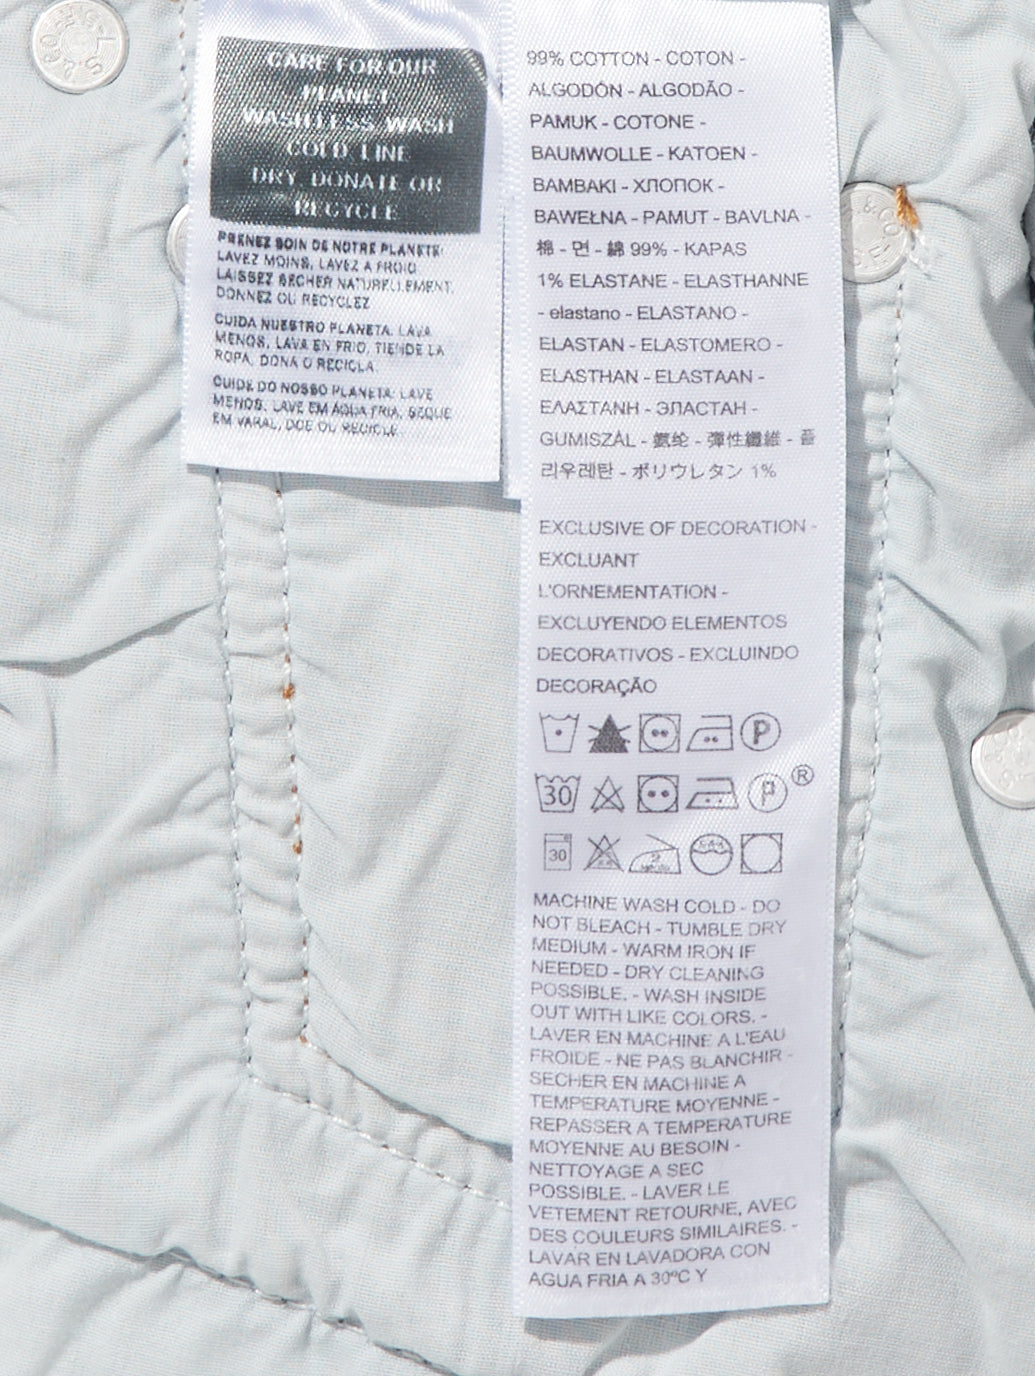 CARE FOR OUR
PLANET
WASH LESS, WASH
COLD, LINE
DRY, DONATE OR
RECYCLE
PRENEZ SOIN DE NOTRE PLANETE:
LAVEZ MOINS, LAVEZ A FROID
LAISSEZ SECHER NATURELLEMENT,
DONNEZ OU RECYCLEZ
CUIDA NUESTRO PLANETA: LAVA
MENOS, LAVA EN FRIO, TIENDE LA
ROPA, DONA O RECICLA.
CUIDE DO NOSSO PLANETA: LAVE
MENOS, LAVE EM ÁGUA FRIA, SEQUE
EM VARAL, DOE OU RECICLE.
99% COTTON - COTON -
ALGODÓN - ALGODÃO -
PAMUK - COTONE -
BAUMWOLLE - KATOEN -
BAMBAKI - ХЛОПОК -
BAWEŁNA - PAMUT - BAVLNA -
棉 - 면 - 綿 99% - KAPAS
1% ELASTANE - ELASTHANNE
- elastano - ELASTANO -
ELASTAN - ELASTOMERO -
ELASTHAN - ELASTAAN -
ΕΛΑΣΤΑΝΗ - ЭЛАСТАН -
GUMISZÁL - 氨纶 - 彈性纖維 - 폴
리우레탄 - ポリウレタン 1%
EXCLUSIVE OF DECORATION -
EXCLUANT
L'ORNEMENTATION -
EXCLUYENDO ELEMENTOS
DECORATIVOS - EXCLUINDO
DECORAÇÃO
P
30 P ®
30
MACHINE WASH COLD - DO
NOT BLEACH - TUMBLE DRY
MEDIUM - WARM IRON IF
NEEDED - DRY CLEANING
POSSIBLE. - WASH INSIDE
OUT WITH LIKE COLORS. -
LAVER EN MACHINE A L'EAU
FROIDE - NE PAS BLANCHIR -
SECHER EN MACHINE A
TEMPERATURE MOYENNE -
REPASSER A TEMPERATURE
MOYENNE AU BESOIN -
NETTOYAGE A SEC
POSSIBLE. - LAVER LE
VETEMENT RETOURNE, AVEC
DES COULEURS SIMILAIRES. -
LAVAR EN LAVADORA CON
AGUA FRIA A 30ºC Y